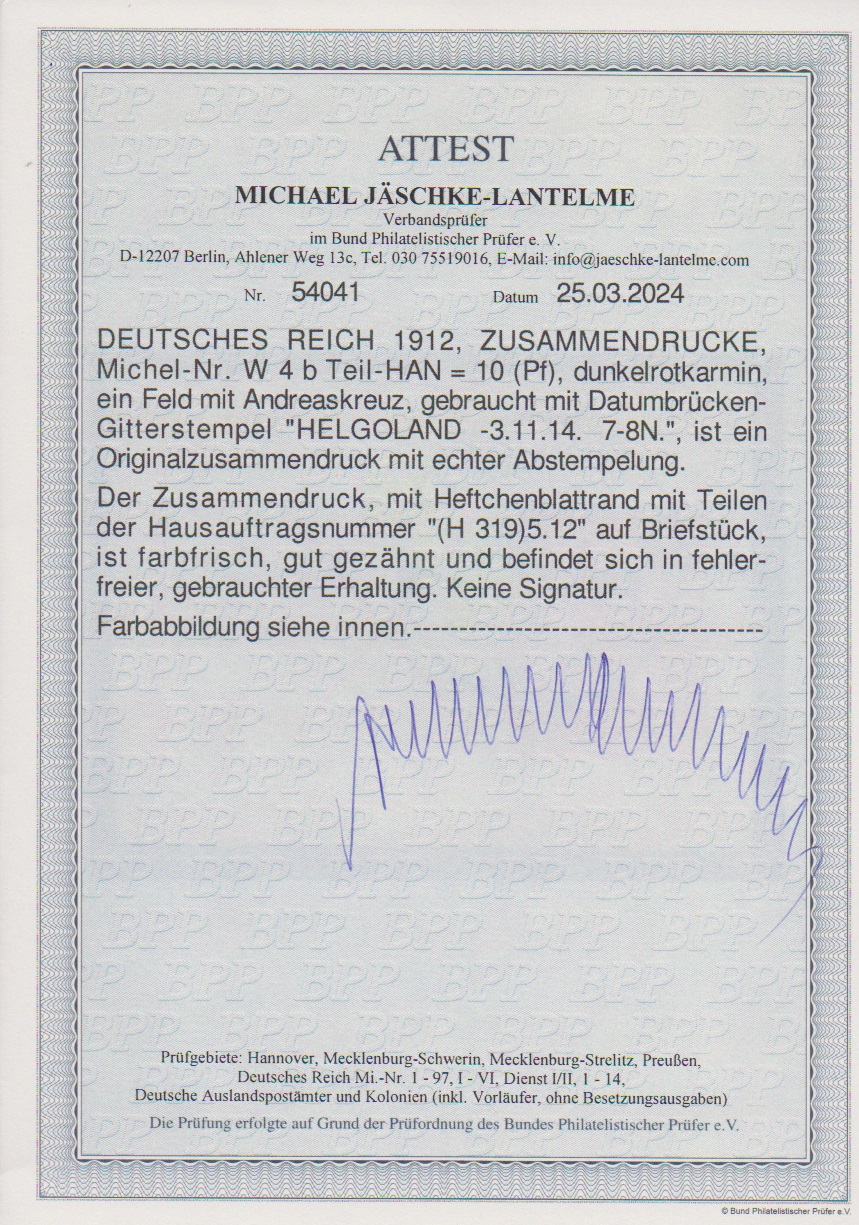 ATTEST
MICHAEL JÄSCHKE-LANTELME
Verbandsprüfer
im Bund Philatelistischer Prüfer e. V.
D-12207 Berlin, Ahlener Weg 13c, Tel. 030 75519016, E-Mail: info@jaeschke-lantelme.com
Nr. 54041 Datum 25.03.2024
DEUTSCHES REICH 1912, ZUSAMMENDRUCKE,
Michel-Nr. W 4 b Teil-HAN = 10 (Pf), dunkelrotkarmin,
ein Feld mit Andreaskreuz, gebraucht mit Datumbrücken-
Gitterstempel "HELGOLAND -3.11.14. 7-8N.", ist ein
Originalzusammendruck mit echter Abstempelung.
Der Zusammendruck, mit Heftchenblattrand mit Teilen
der Hausauftragsnummer "(H 319)5.12" auf Briefstück,
ist farbfrisch, gut gezähnt und befindet sich in fehler-
freier, gebrauchter Erhaltung. Keine Signatur.
Farbabbildung siehe innen.--------------------------------------
Prüfgebiete: Hannover, Mecklenburg-Schwerin, Mecklenburg-Strelitz, Preußen,
Deutsches Reich Mi.-Nr. 1 - 97, I - VI, Dienst I/II, 1 - 14,
Deutsche Auslandspostämter und Kolonien (inkl. Vorläufer, ohne Besetzungsausgaben)
Die Prüfung erfolgte auf Grund der Prüfordnung des Bundes Philatelistischer Prüfer e.V.
© Bund Philatelistischer Prüfer e.V.